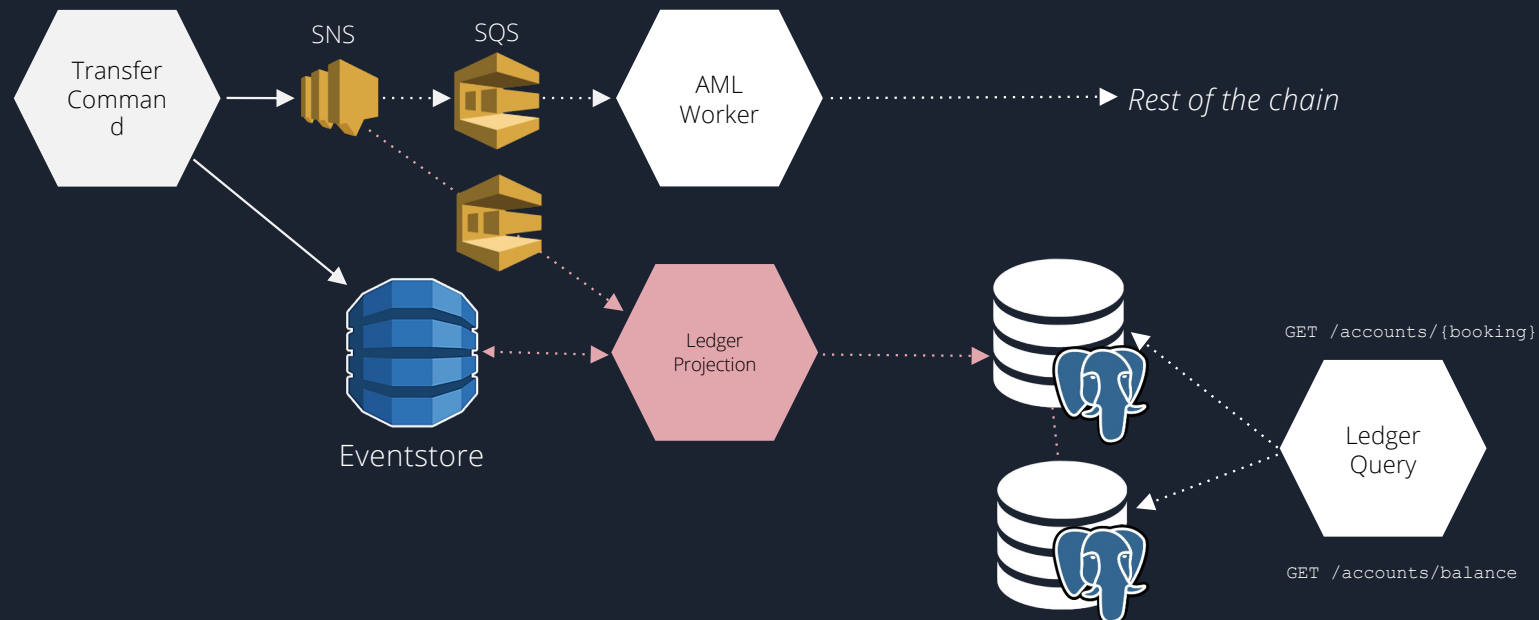 SNS
SQS
Transfer
Comman
d
AML
Worker
Rest of the chain
Ledger
Projection
Eventstore
GET /accounts/{booking}
Ledger
Query
GET /accounts/balance